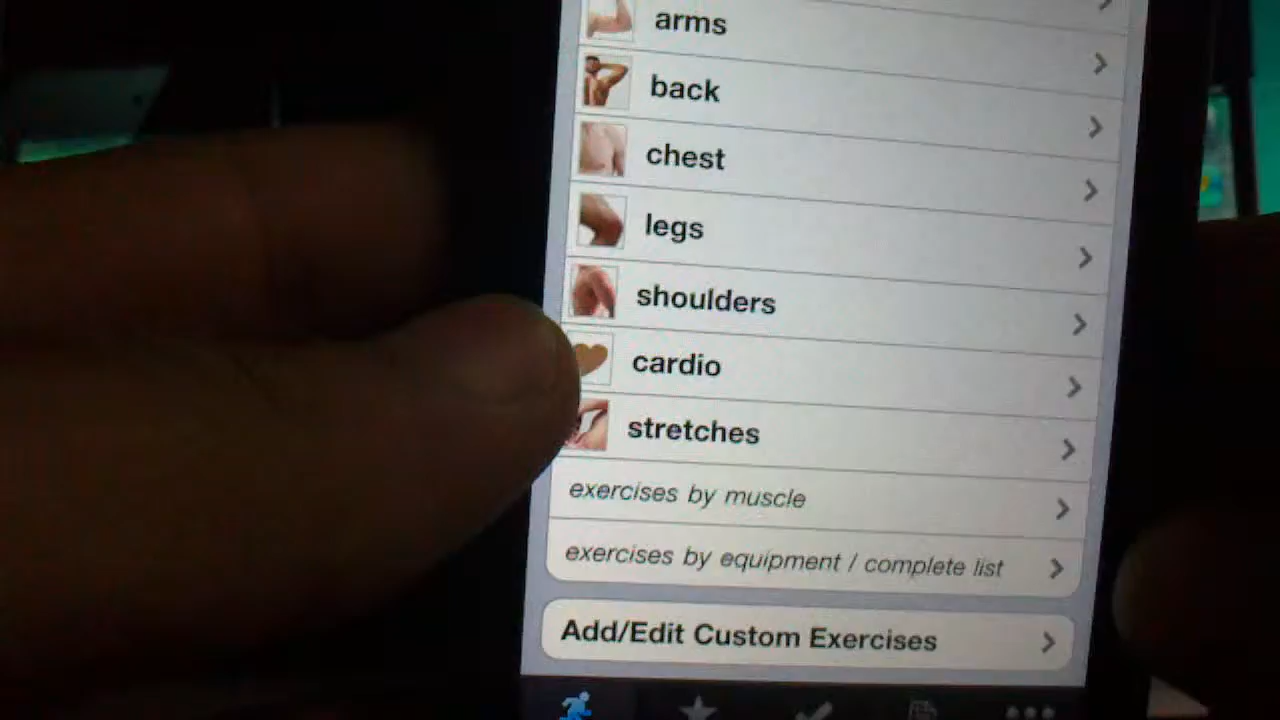 arms
back
chest
legs
shoulders
cardio
stretches
exercises by muscle
exercises by equipment / complete list
Add/Edit Custom Exercises